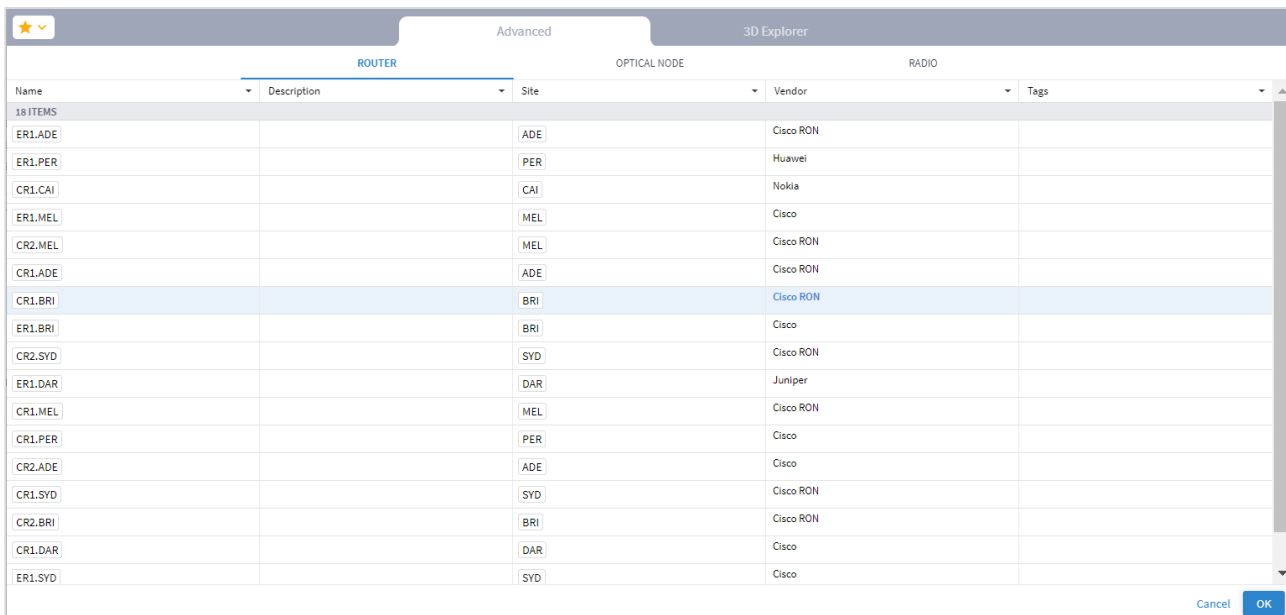 Advanced 3D Explorer
ROUTER OPTICAL NODE RADIO
Name Description Site Vendor Tags
18 ITEMS
ER1.ADE ADE Cisco RON
ER1.PER PER Huawei
CR1.CAI CAI Nokia
ER1.MEL MEL Cisco
CR2.MEL MEL Cisco RON
CR1.ADE ADE Cisco RON
CR1.BRI BRI Cisco RON
ER1.BRI BRI Cisco
CR2.SYD SYD Cisco RON
ER1.DAR DAR Juniper
CR1.MEL MEL Cisco RON
CR1.PER PER Cisco
CR2.ADE ADE Cisco
CR1.SYD SYD Cisco RON
CR2.BRI BRI Cisco RON
CR1.DAR DAR Cisco
ER1.SYD SYD Cisco
Cancel OK